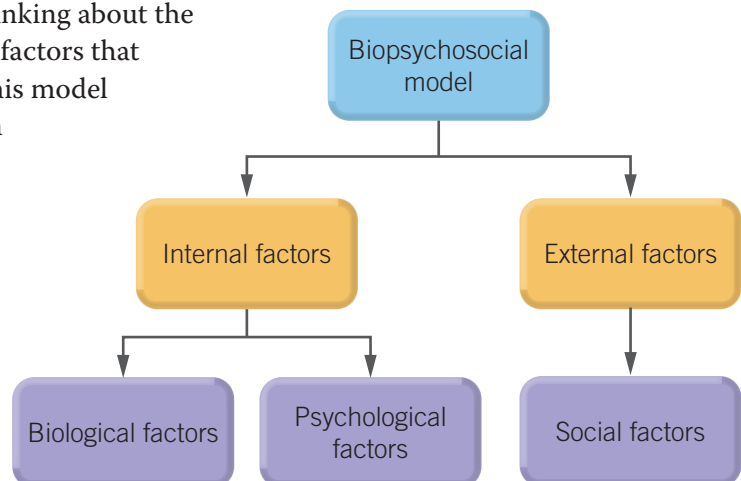 nking about the
factors that
his model
Biopsychosocial
model
Internal factors
External factors
Biological factors
Psychological
factors
Social factors